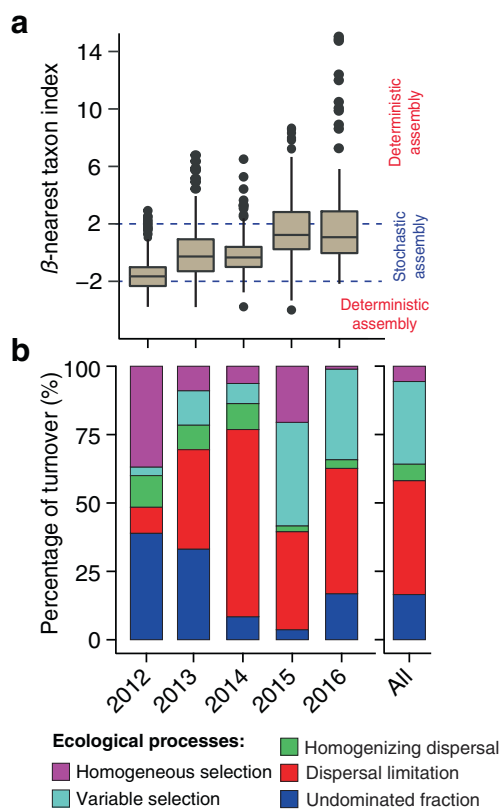 a
β-nearest taxon index
14
10
6
2
−2
Deterministic
assembly
Stochastic
assembly
Deterministic
assembly
b
Percentage of turnover (%)
100
75
50
25
0
2012
2013
2014
2015
2016
All
Ecological processes:
Homogeneous selection
Variable selection
Homogenizing dispersal
Dispersal limitation
Undominated fraction